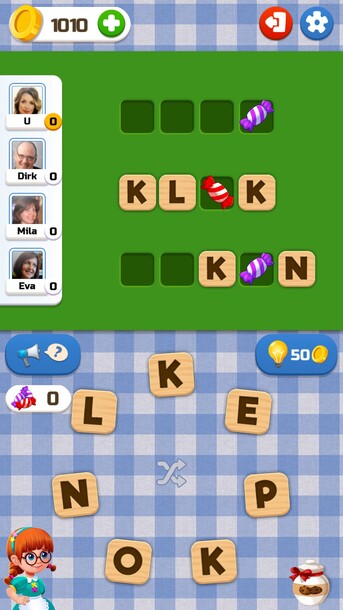 1010
U 0
Dirk 0
Mila 0
Eva 0
K L K
K N
?
50
0
K
L E
N P
O K